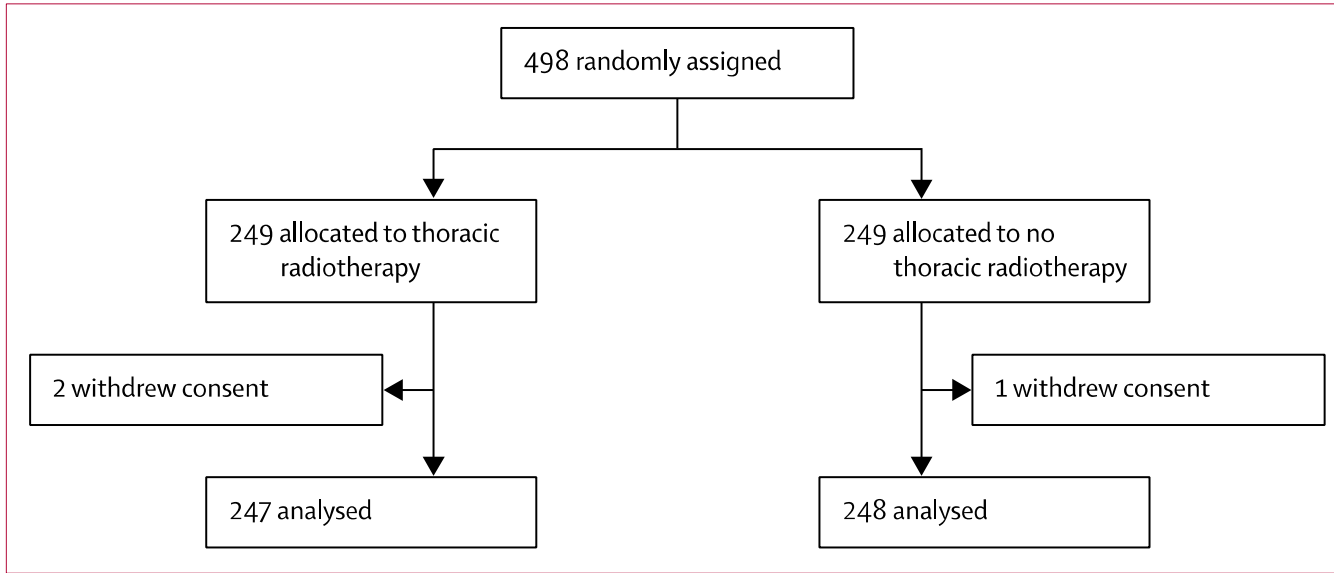 498 randomly assigned
249 allocated to thoracic
radiotherapy
249 allocated to no
thoracic radiotherapy
2 withdrew consent
1 withdrew consent
247 analysed
248 analysed